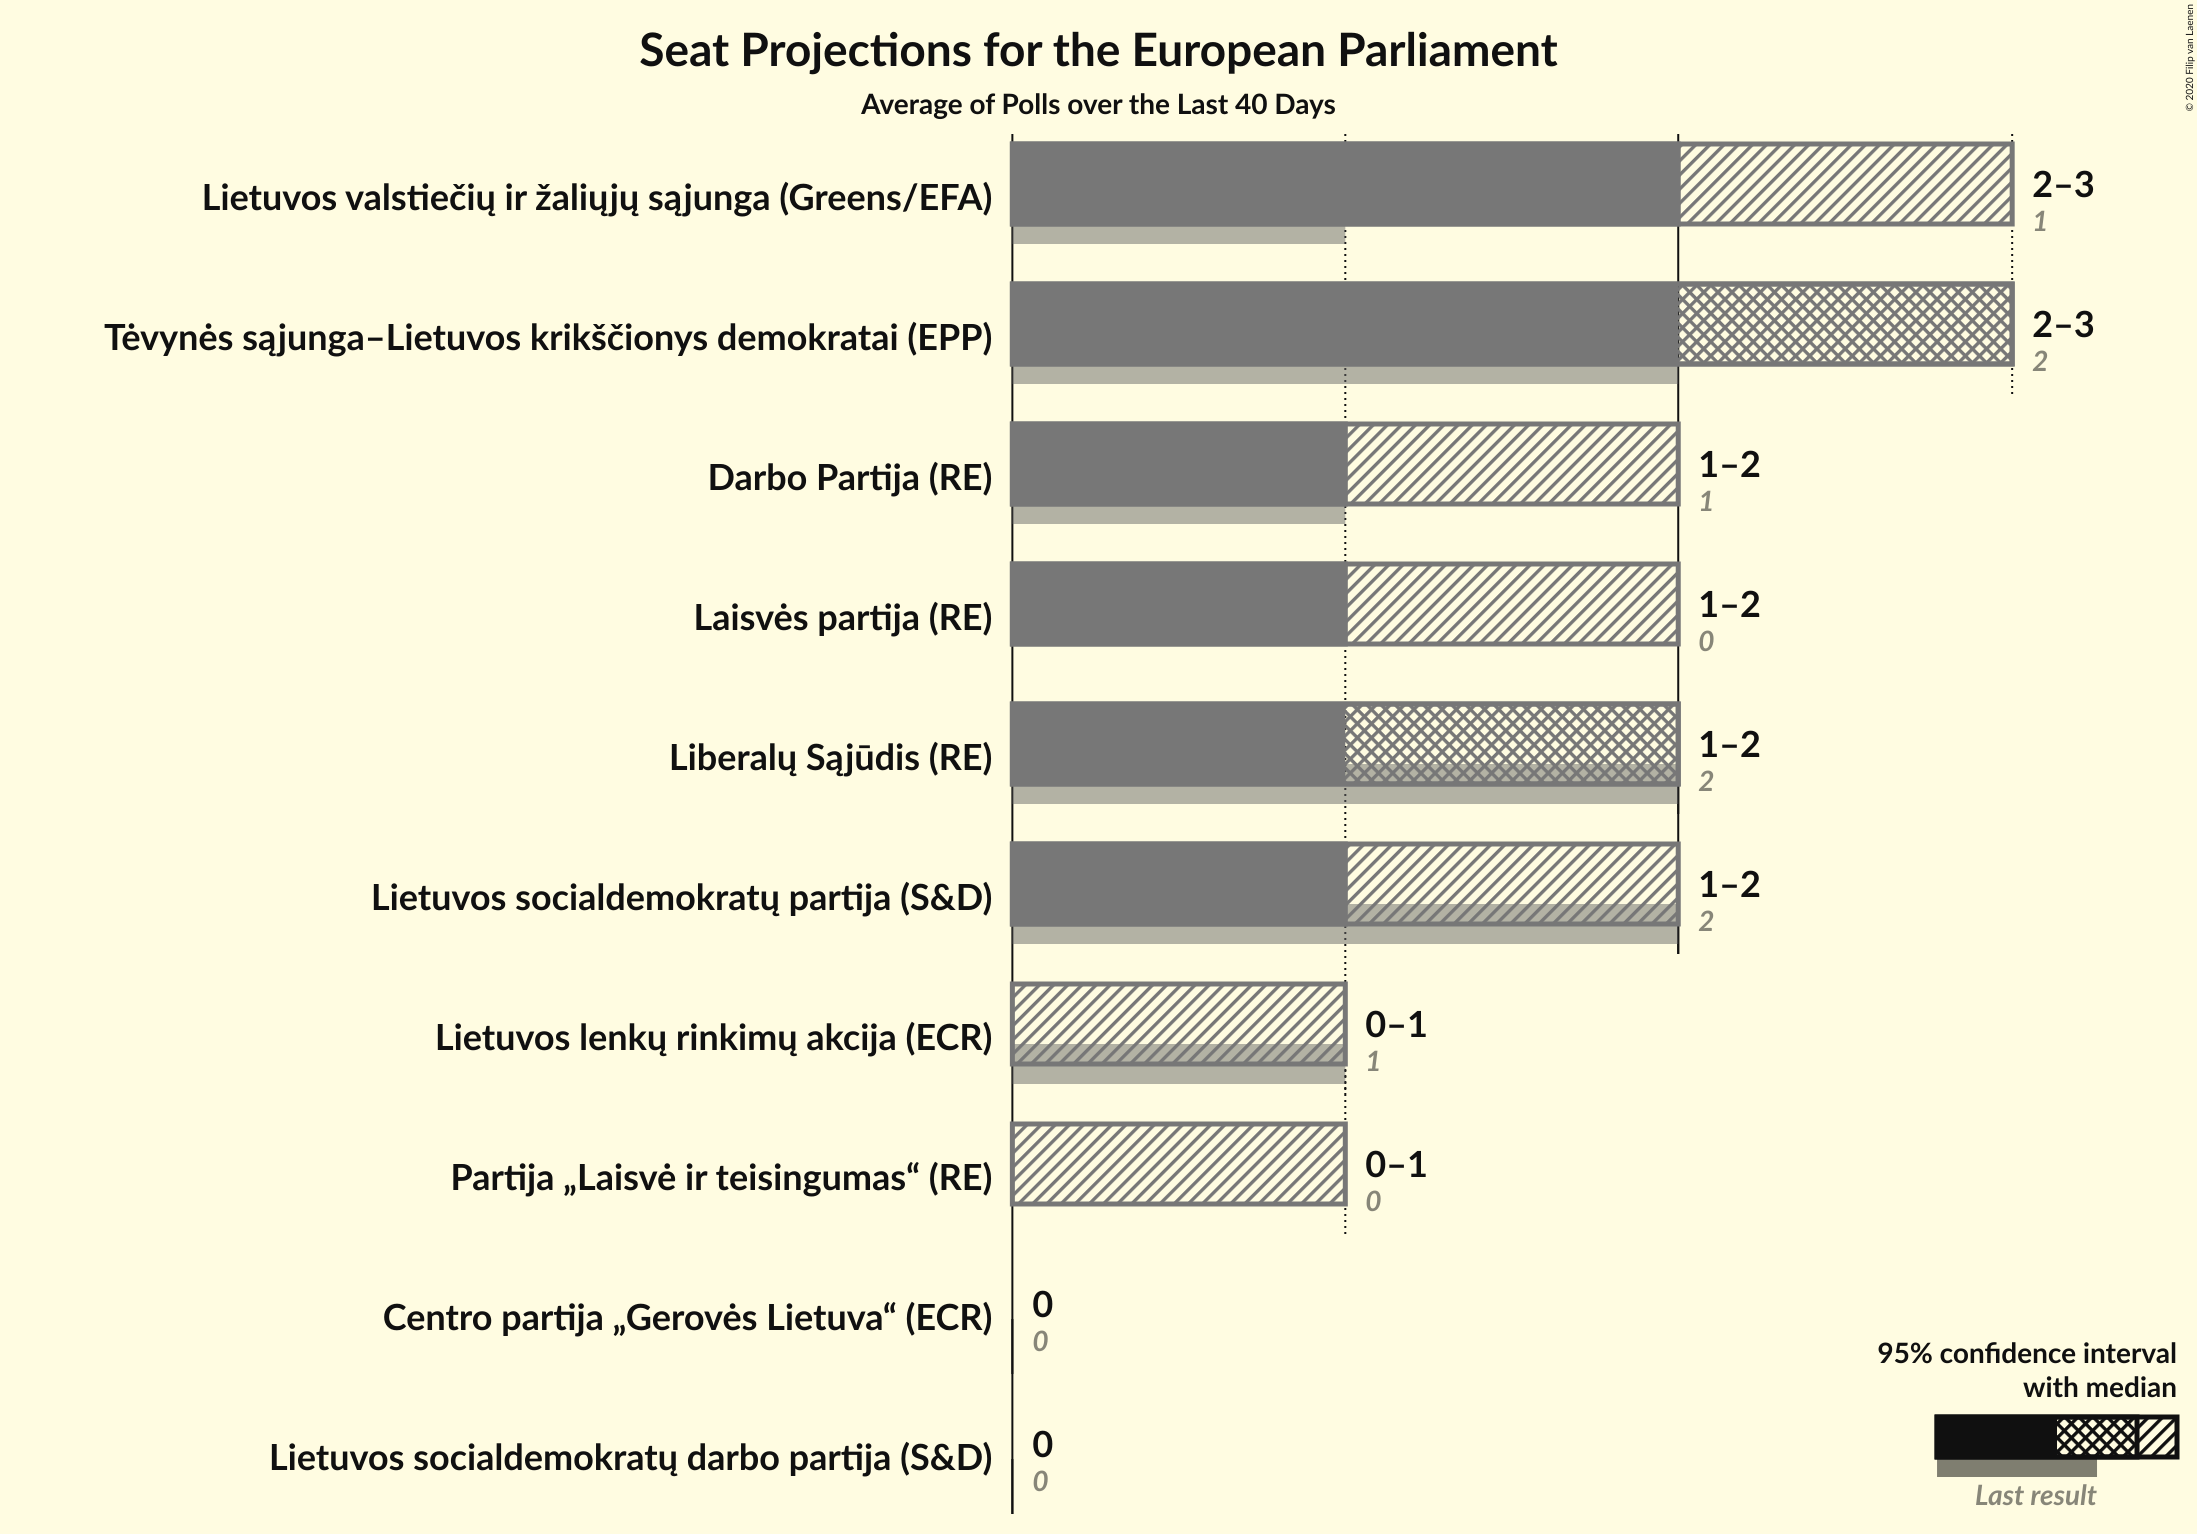 Seat Projections for the European Parliament
Average of Polls over the Last 40 Days
© 2020 Filip van Laenen
Lietuvos valstiečių ir žaliųjų sąjunga (Greens/EFA)
2–3
1
Tėvynės sąjunga–Lietuvos krikščionys demokratai (EPP)
2–3
2
Darbo Partija (RE)
1–2
1
Laisvės partija (RE)
1–2
0
Liberalų Sąjūdis (RE)
1–2
2
Lietuvos socialdemokratų partija (S&D)
1–2
2
Lietuvos lenkų rinkimų akcija (ECR)
0–1
1
Partija „Laisvė ir teisingumas“ (RE)
0–1
0
Centro partija „Gerovės Lietuva“ (ECR)
0
0
Lietuvos socialdemokratų darbo partija (S&D)
0
0
95% confidence interval
with median
Last result